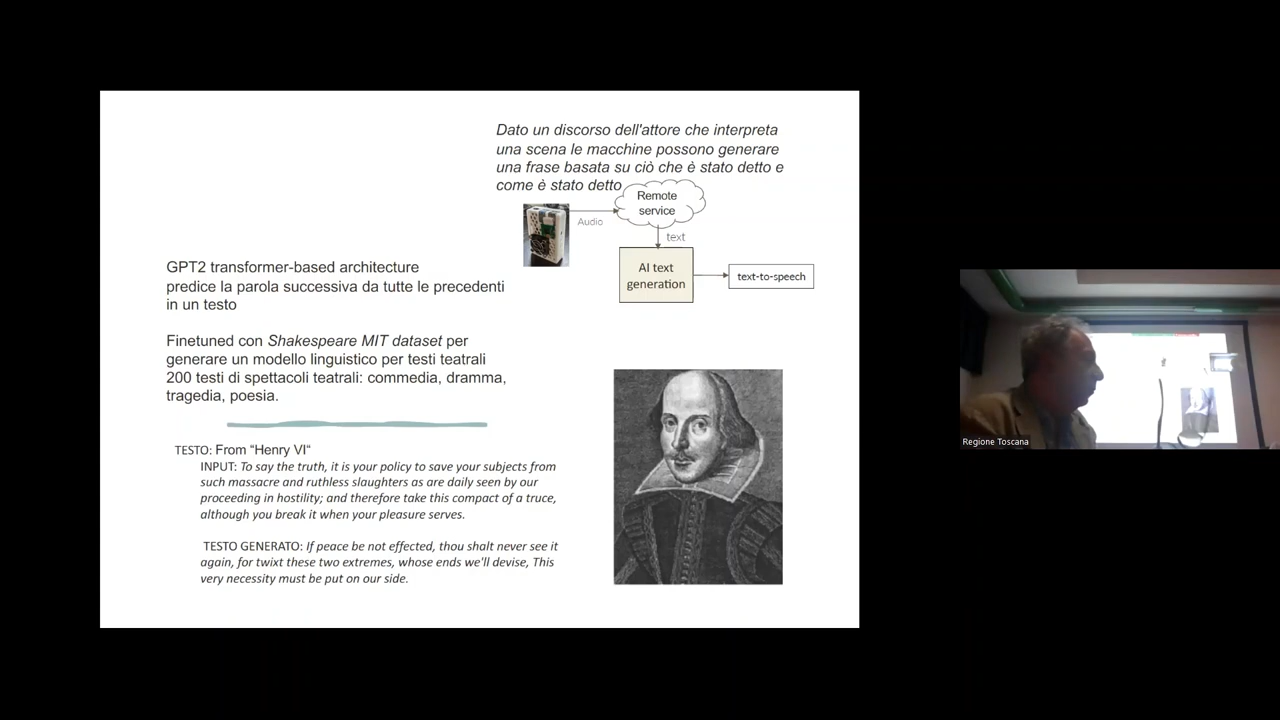 Dato un discorso dell'attore che interpreta
una scena le macchine possono generare
una frase basata su ciò che è stato detto e
come è stato detto
Remote
service
Audio
text
AI text
generation
text-to-speech
GPT2 transformer-based architecture
predice la parola successiva da tutte le precedenti
in un testo
Finetuned con Shakespeare MIT dataset per
generare un modello linguistico per testi teatrali
200 testi di spettacoli teatrali: commedia, dramma,
tragedia, poesia.
TESTO: From "Henry VI"
INPUT: To say the truth, it is your policy to save your subjects from
such massacre and ruthless slaughters as are daily seen by our
proceeding in hostility; and therefore take this compact of a truce,
although you break it when your pleasure serves.
TESTO GENERATO: If peace be not effected, thou shalt never see it
again, for twixt these two extremes, whose ends we'll devise, This
very necessity must be put on our side.
Regione Toscana